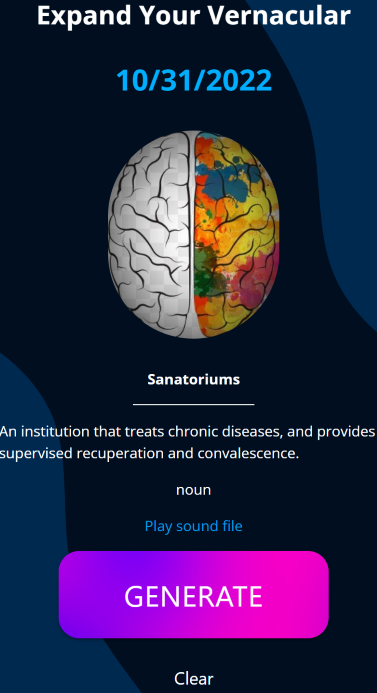 Expand Your Vernacular
10/31/2022
Sanatoriums
An institution that treats chronic diseases, and provides
supervised recuperation and convalescence.
noun
Play sound file
GENERATE
Clear